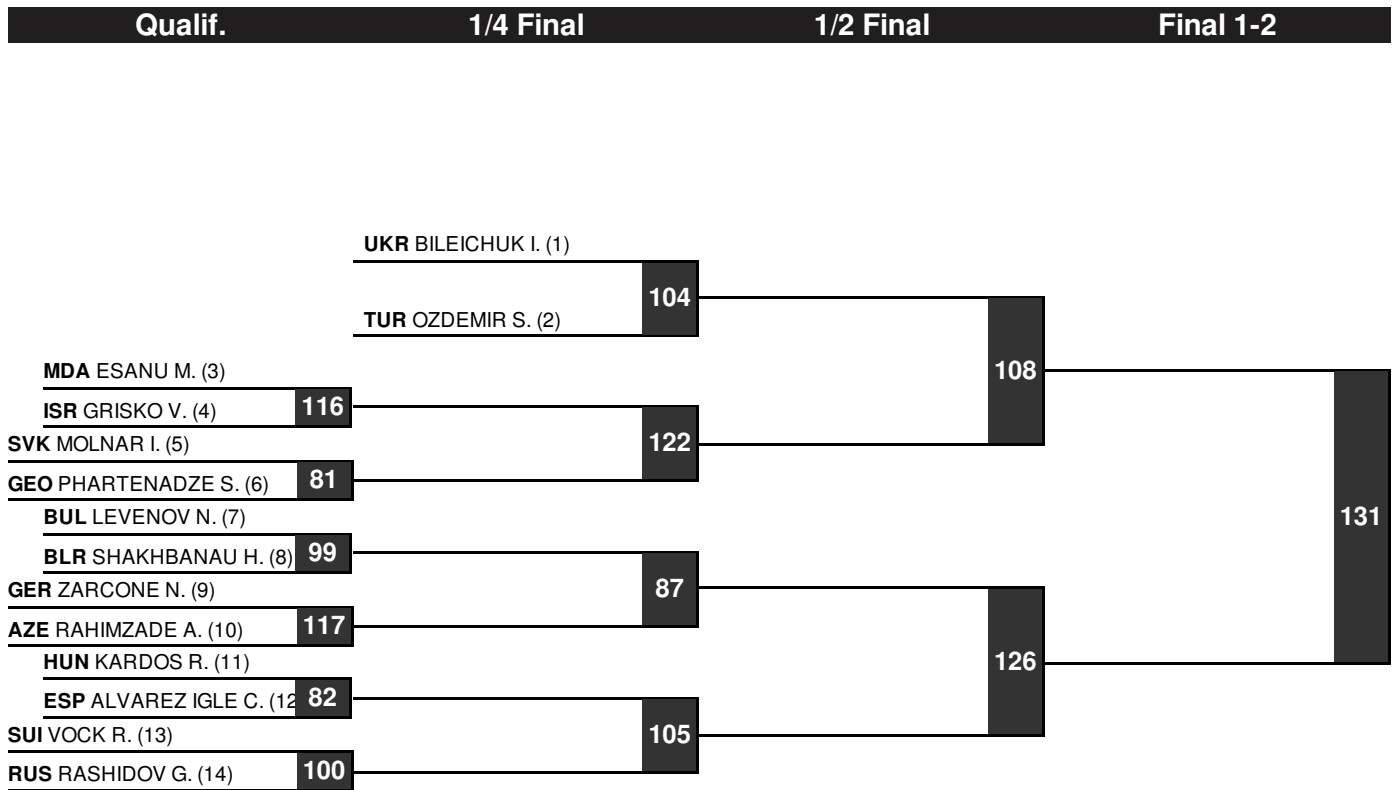 Qualif. 1/4 Final 1/2 Final Final 1-2
UKR BILEICHUK I. (1)
104
TUR OZDEMIR S. (2)
MDA ESANU M. (3)
108
ISR GRISKO V. (4) 116
SVK MOLNAR I. (5)
122
GEO PHARTENADZE S. (6) 81
BUL LEVENOV N. (7)
131
BLR SHAKHBANAU H. (8) 99
GER ZARCONE N. (9)
87
AZE RAHIMZADE A. (10) 117
HUN KARDOS R. (11)
126
ESP ALVAREZ IGLE C. (12 82
SUI VOCK R. (13)
105
RUS RASHIDOV G. (14) 100